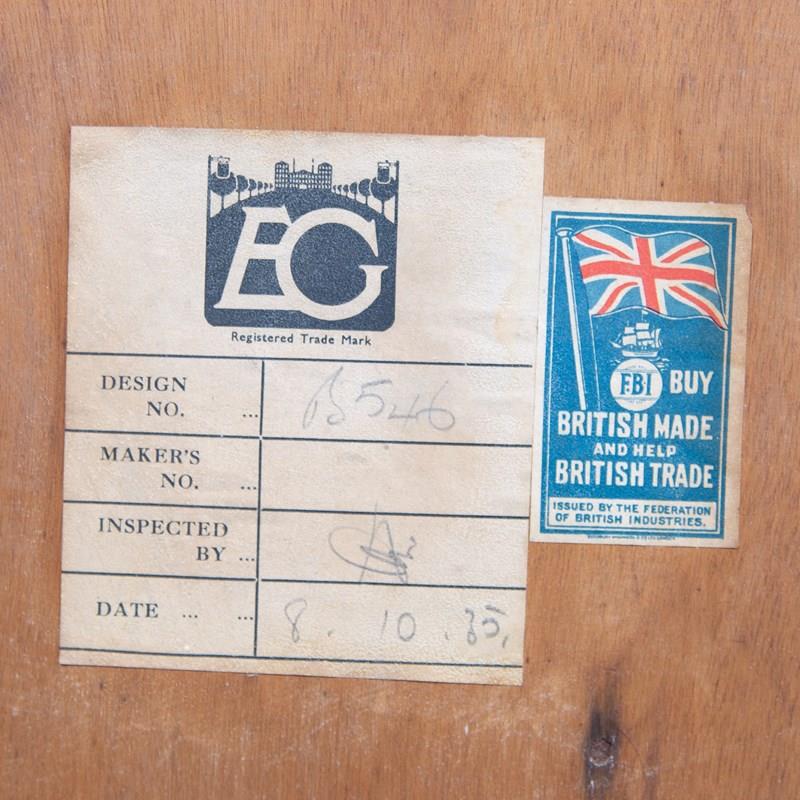 EG
Registered Trade Mark
DESIGN NO. ... B546
MAKER'S NO. ...
INSPECTED BY ...
DATE ... ... 8. 10. 35.
FBI BUY
BRITISH MADE
AND HELP
BRITISH TRADE
ISSUED BY THE FEDERATION
OF BRITISH INDUSTRIES.